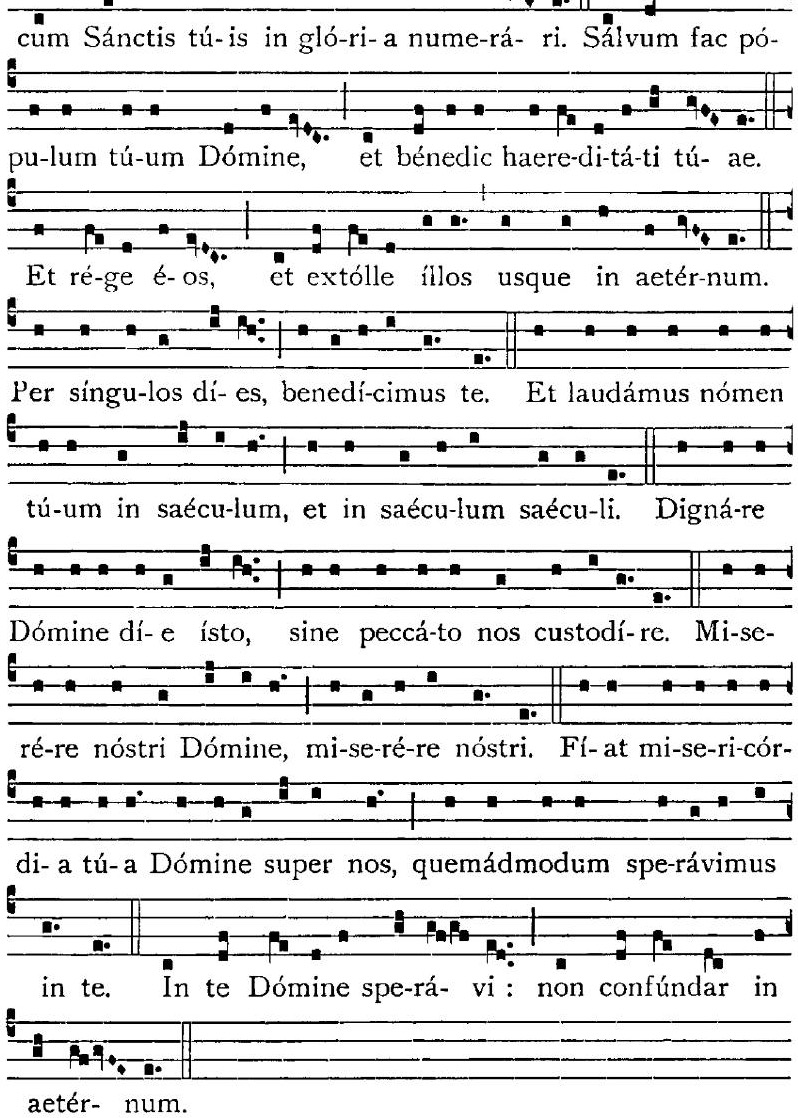 cum Sánctis tú-is in gló-ri-a nume-rá- ri. Sálvum fac pó-
pu-lum tú-um Dómine, et bénedic haere-di-tá-ti tú- ae.
Et ré-ge é-os, et extólle íllos usque in aetér-num.
Per síngu-los dí- es, benedí-cimus te. Et laudámus nómen
tú-um in saécu-lum, et in saécu-lum saécu-li. Digná-re
Dómine dí- e ísto, sine peccá-to nos custodí-re. Mi-se-
ré-re nóstri Dómine, mi-se-ré-re nóstri. Fí-at mi-se-ri-cór-
di- a tú-a Dómine super nos, quemádmodum spe-rávimus
in te. In te Dómine spe-rá- vi : non confúndar in
aetér- num.